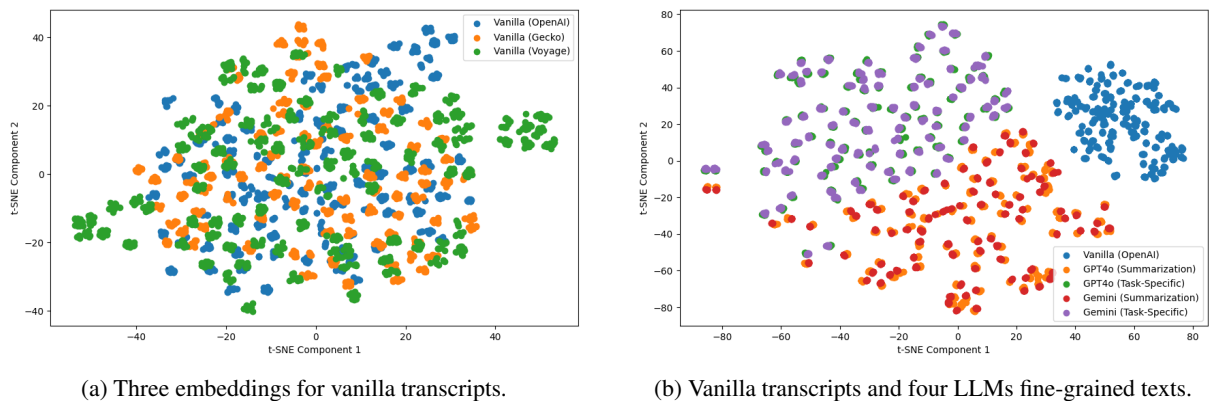 40
20
0
−20
−40
t-SNE Component 2
−40
−20
0
20
40
t-SNE Component 1
Vanilla (OpenAI)
Vanilla (Gecko)
Vanilla (Voyage)
(a) Three embeddings for vanilla transcripts.
80
60
40
20
0
−20
−40
−60
−80
t-SNE Component 2
−80
−60
−40
−20
0
20
40
60
80
t-SNE Component 1
Vanilla (OpenAI)
GPT4o (Summarization)
GPT4o (Task-Specific)
Gemini (Summarization)
Gemini (Task-Specific)
(b) Vanilla transcripts and four LLMs fine-grained texts.